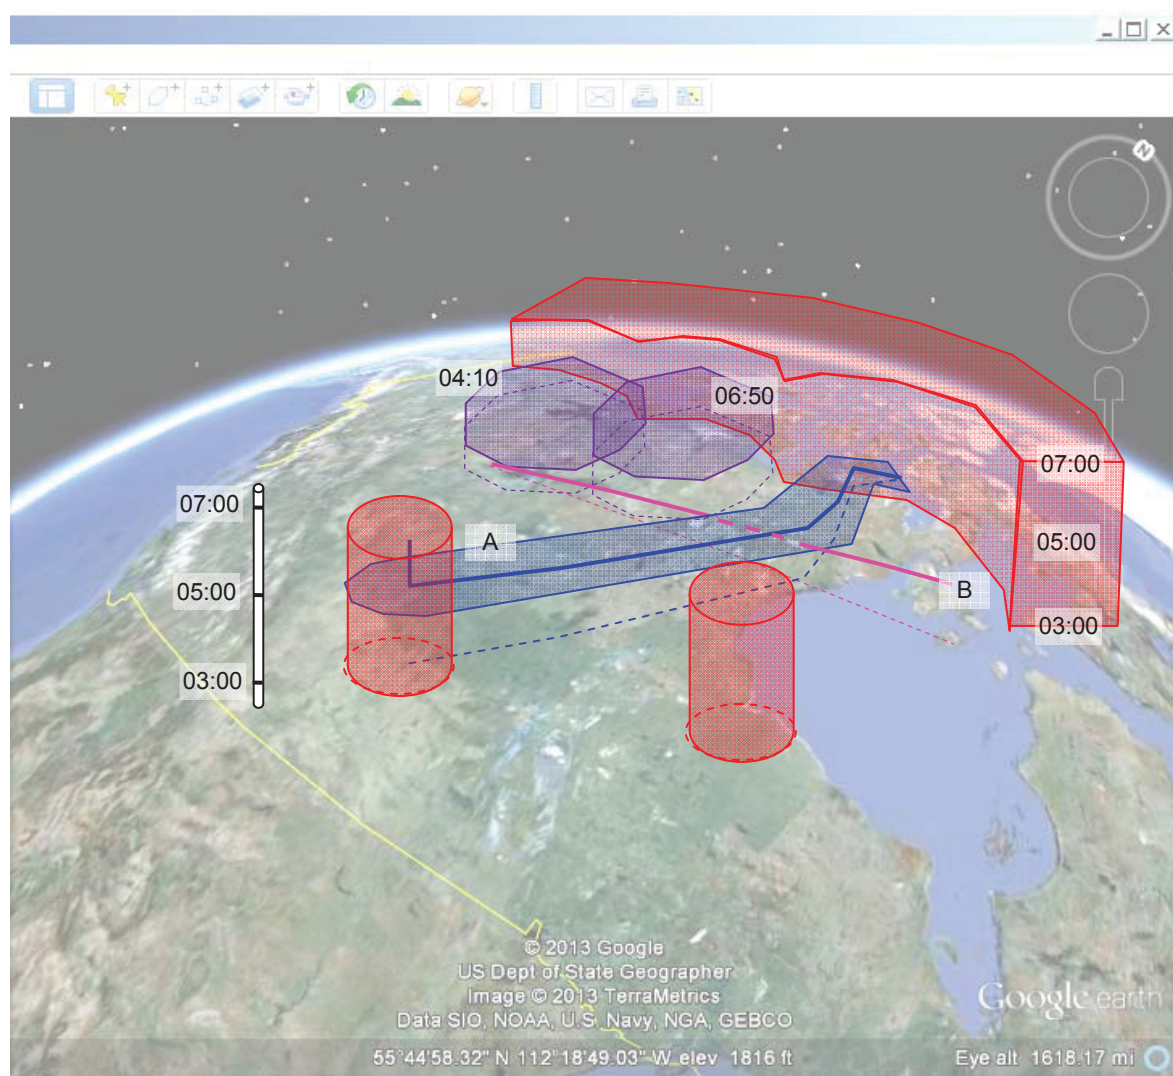 N
04:10
06:50
07:00
07:00
A
05:00
05:00
B
03:00
03:00
© 2013 Google
US Dept of State Geographer
Image © 2013 TerraMetrics
Data SIO, NOAA, U.S. Navy, NGA, GEBCO
Google earth
55°44'58.32" N 112°18'49.03" W elev 1816 ft
Eye alt 1618.17 mi